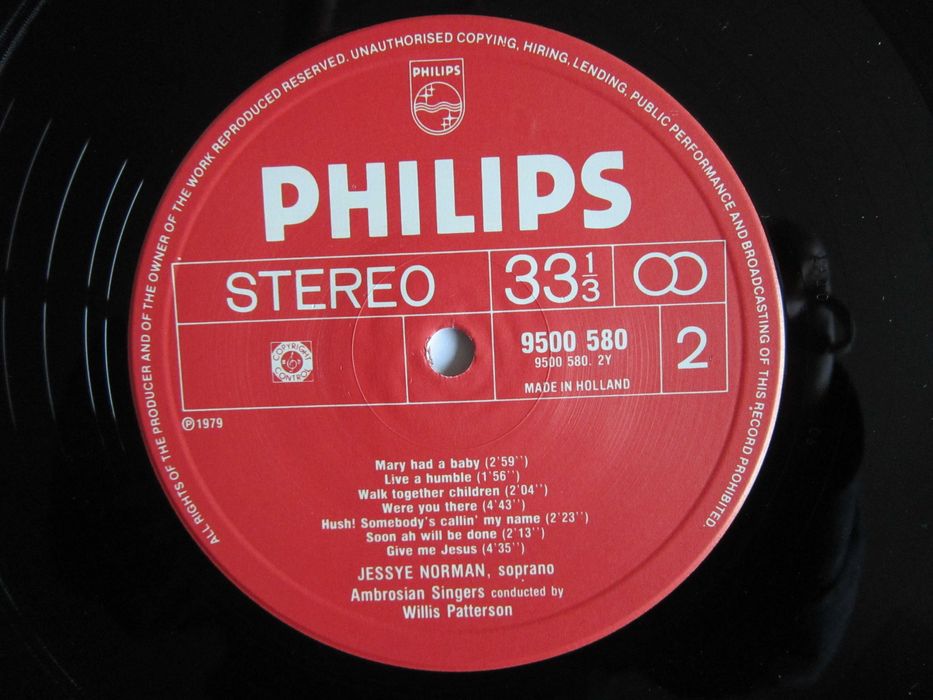 ALL RIGHTS OF THE PRODUCER AND OF THE OWNER OF THE WORK REPRODUCED RESERVED. UNAUTHORISED COPYING, HIRING, LENDING, PUBLIC PERFORMANCE AND BROADCASTING OF THIS RECORD PROHIBITED.
PHILIPS
PHILIPS
STEREO
33 1/3
COPYRIGHT CONTROL
9500 580
9500 580. 2Y
MADE IN HOLLAND
2
Ⓟ 1979
Mary had a baby (2'59'')
Live a humble (1'56'')
Walk together children (2'04'')
Were you there (4'43'')
Hush! Somebody's callin' my name (2'23'')
Soon ah will be done (2'13'')
Give me Jesus (4'35'')
JESSYE NORMAN, soprano
Ambrosian Singers conducted by
Willis Patterson